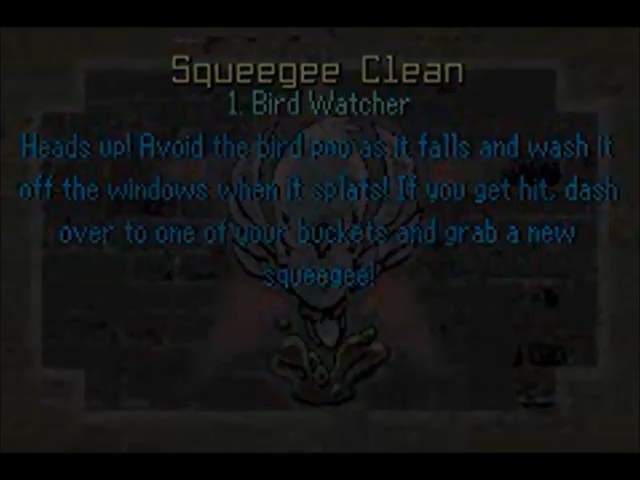 Squeegee Clean
1. Bird Watcher
Heads up! Avoid the bird poo as it falls and wash it
off the windows when it splats! If you get hit, dash
over to one of your buckets and grab a new
squeegee!